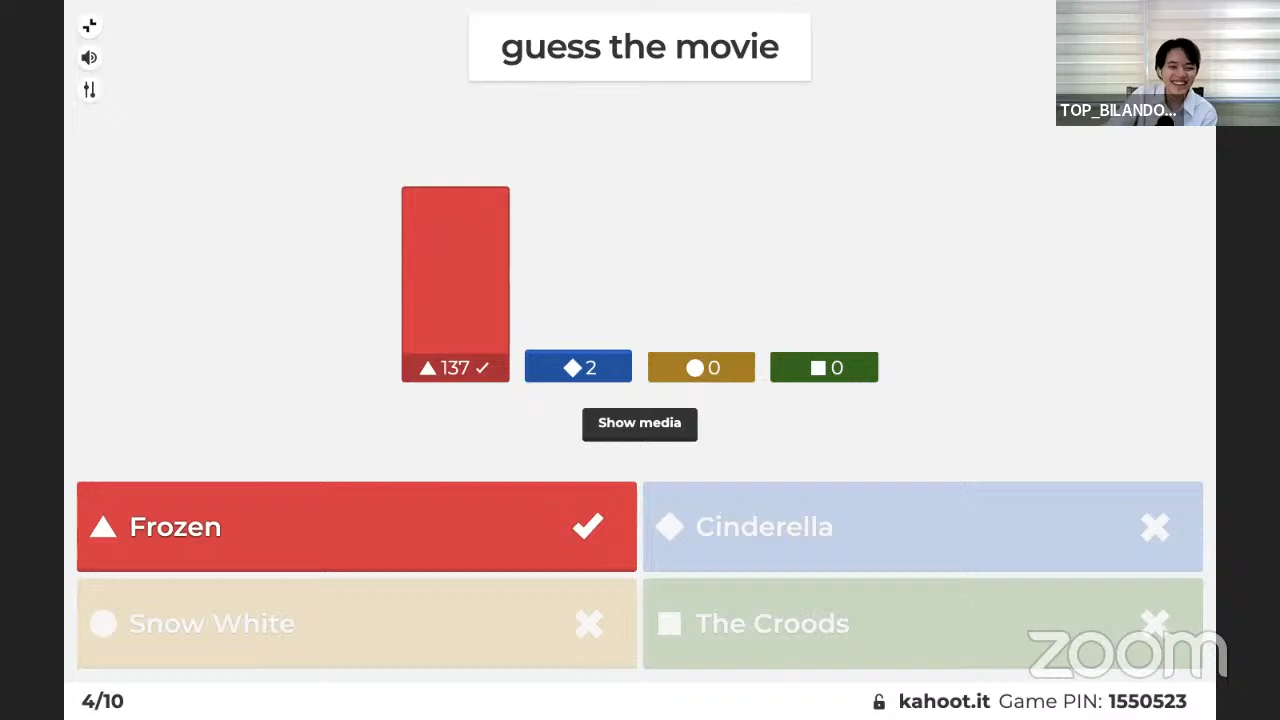 guess the movie
TOP_BILANDO...
137
2
0
0
Show media
Frozen
Cinderella
Snow White
The Croods
zoom
4/10
kahoot.it Game PIN: 1550523